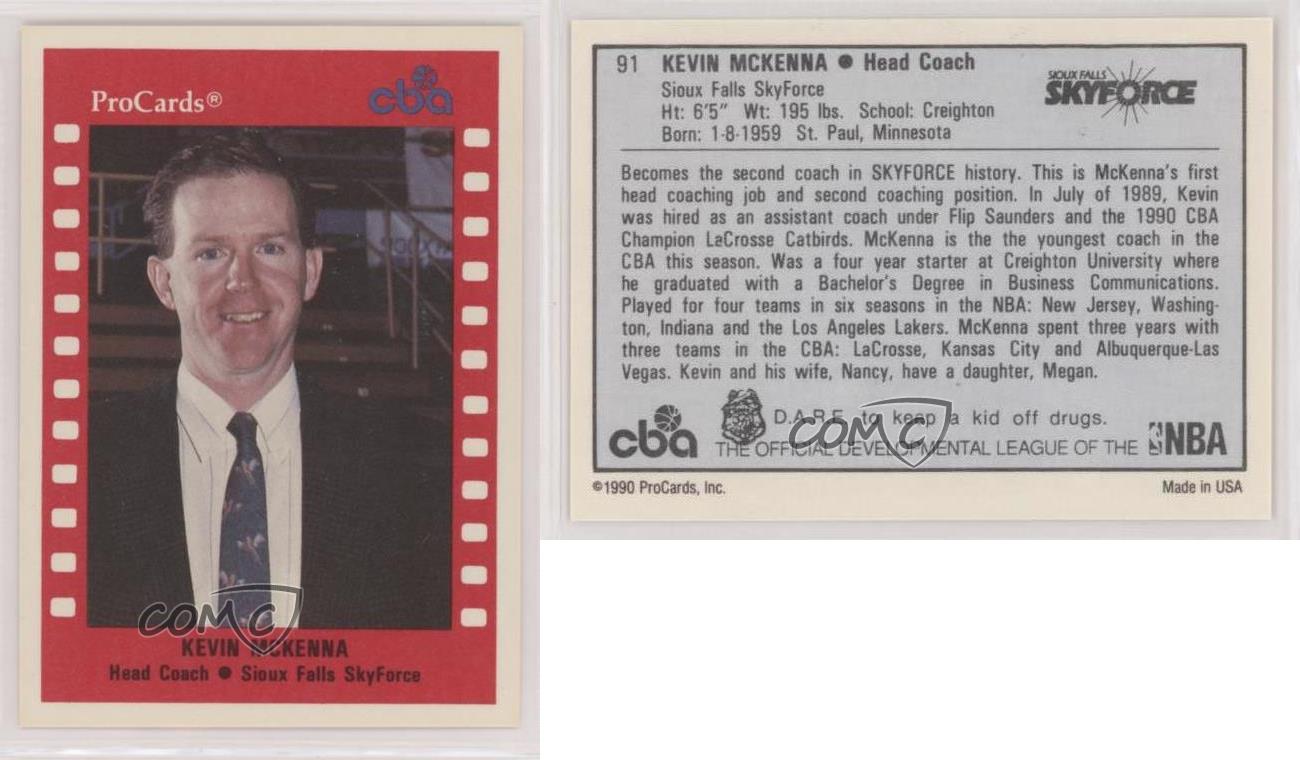 ProCards®
cba
COMC
KEVIN MCKENNA
Head Coach ● Sioux Falls SkyForce
91 KEVIN MCKENNA ● Head Coach
Sioux Falls SkyForce
Ht: 6'5" Wt: 195 lbs. School: Creighton
Born: 1-8-1959 St. Paul, Minnesota
SIOUX FALLS
SKYFORCE
Becomes the second coach in SKYFORCE history. This is McKenna's first
head coaching job and second coaching position. In July of 1989, Kevin
was hired as an assistant coach under Flip Saunders and the 1990 CBA
Champion LaCrosse Catbirds. McKenna is the the youngest coach in the
CBA this season. Was a four year starter at Creighton University where
he graduated with a Bachelor's Degree in Business Communications.
Played for four teams in six seasons in the NBA: New Jersey, Washing-
ton, Indiana and the Los Angeles Lakers. McKenna spent three years with
three teams in the CBA: LaCrosse, Kansas City and Albuquerque-Las
Vegas. Kevin and his wife, Nancy, have a daughter, Megan.
D.A.R.E. to keep a kid off drugs.
COMC
cba THE OFFICIAL DEVELOPMENTAL LEAGUE OF THE NBA
©1990 ProCards, Inc. Made in USA